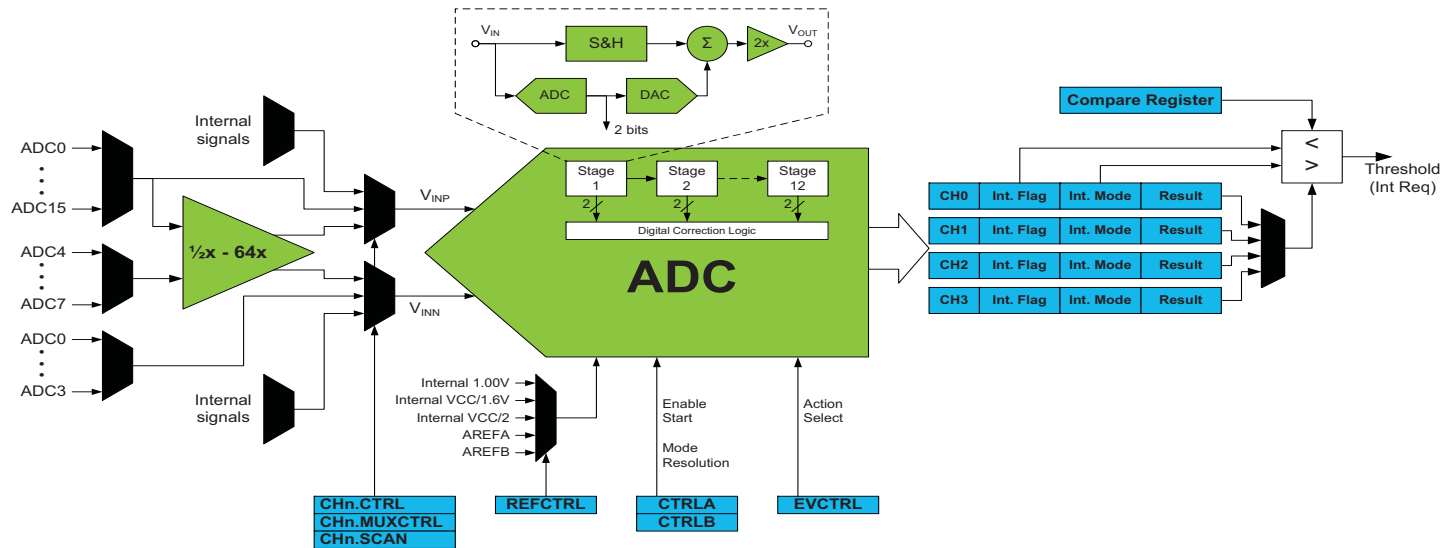 V_IN
S&H
Σ
2x
V_OUT
ADC
DAC
2 bits
Internal
signals
ADC0
ADC15
ADC4
ADC7
ADC0
ADC3
½x - 64x
Internal
signals
V_INP
V_INN
Stage
1
Stage
2
Stage
12
2
2
2
Digital Correction Logic
ADC
Compare Register
<
>
Threshold
(Int Req)
CH0 Int. Flag Int. Mode Result
CH1 Int. Flag Int. Mode Result
CH2 Int. Flag Int. Mode Result
CH3 Int. Flag Int. Mode Result
Internal 1.00V
Internal VCC/1.6V
Internal VCC/2
AREFA
AREFB
Enable
Start
Mode
Resolution
Action
Select
CHn.CTRL
CHn.MUXCTRL
CHn.SCAN
REFCTRL
CTRLA
CTRLB
EVCTRL